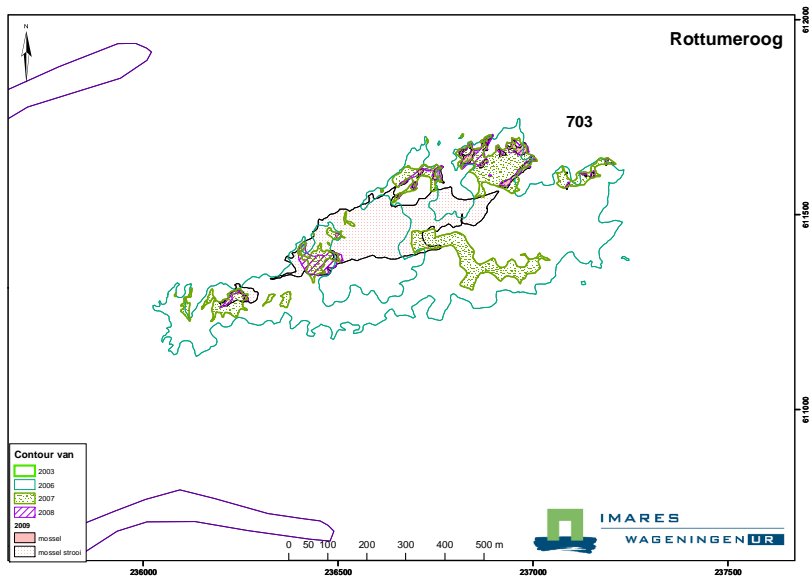 N
Rottumeroog
703
612000
611500
611000
Contour van
2003
2006
2007
2008
2009
mossel
mossel strooi
0 50 100 200 300 400 500 m
IMARES
WAGENINGEN UR
236000 236500 237000 237500